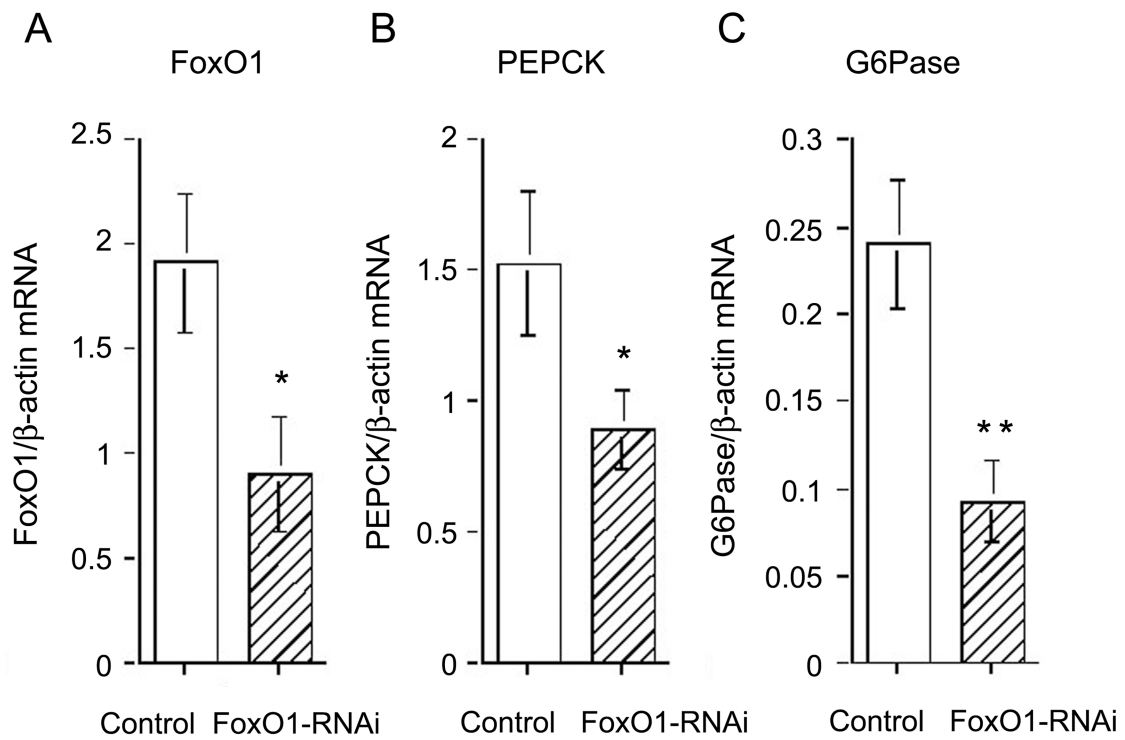 A
FoxO1
FoxO1/β-actin mRNA
2.5
2
1.5
1
0.5
0
*
Control FoxO1-RNAi
B
PEPCK
PEPCK/β-actin mRNA
2
1.5
1
0.5
0
*
Control FoxO1-RNAi
C
G6Pase
G6Pase/β-actin mRNA
0.3
0.25
0.2
0.15
0.1
0.05
0
* *
Control FoxO1-RNAi